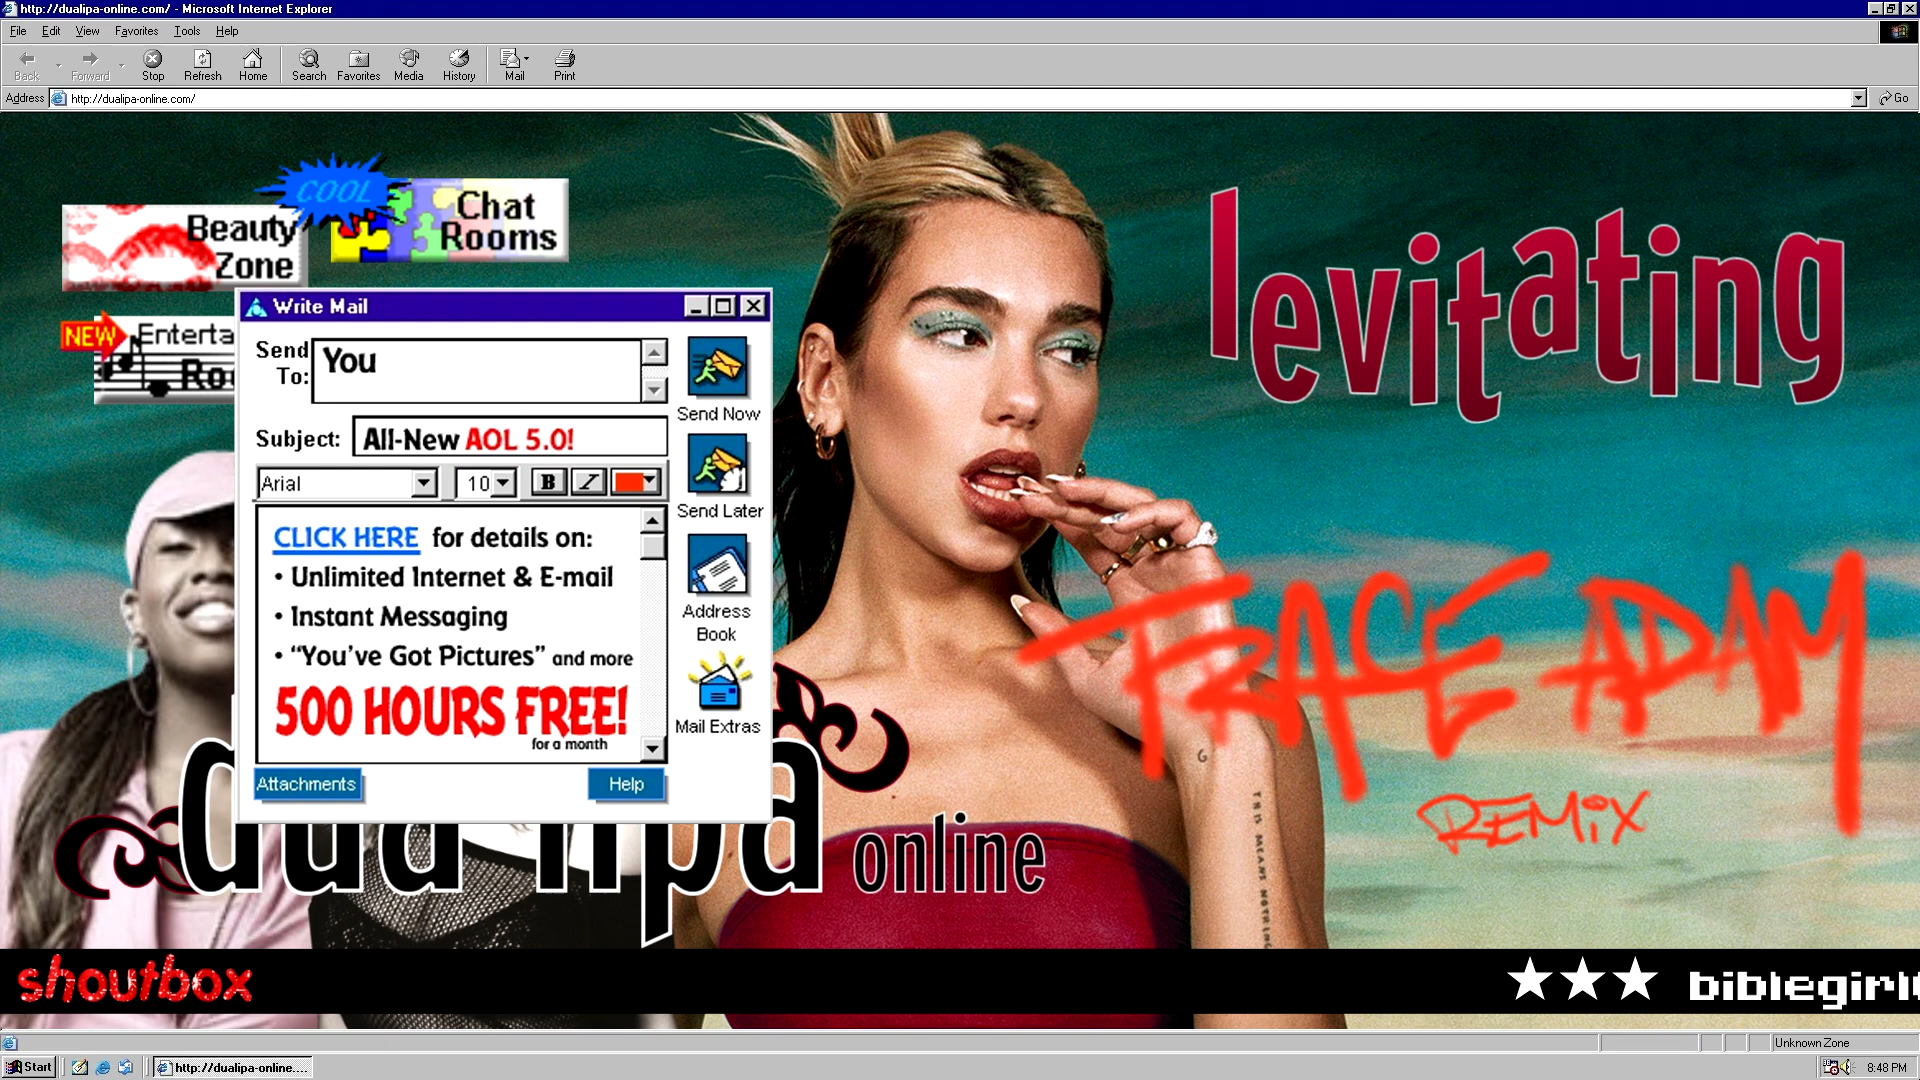 http://dualipa-online.com/ - Microsoft Internet Explorer
File Edit View Favorites Tools Help
Back Forward Stop Refresh Home Search Favorites Media History Mail Print
Address http://dualipa-online.com/ Go
COOL
Beauty
Zone
Chat
Rooms
levitating
NEW
Write Mail
Send
To:
You
Send Now
Subject: All-New AOL 5.0!
Arial 10 B I
Send Later
CLICK HERE for details on:
• Unlimited Internet & E-mail
• Instant Messaging
• "You've Got Pictures" and more
500 HOURS FREE!
for a month
Address
Book
Mail Extras
Attachments Help
TRACE ADAM
REMiX
THIS MEANS NOTHING
dua lipa online
shoutbox
★★★ biblegirl
Unknown Zone
Start http://dualipa-online.... 8:48 PM